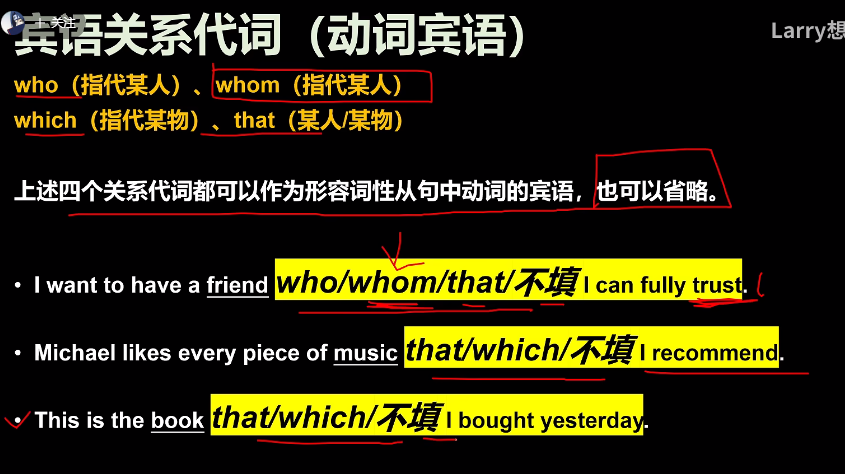 宾语关系代词（动词宾语）
关注
Larry想
who（指代某人）、whom（指代某人）
which（指代某物）、that（某人/某物）
上述四个关系代词都可以作为形容词性从句中动词的宾语，也可以省略。
• I want to have a friend who/whom/that/不填 I can fully trust.
• Michael likes every piece of music that/which/不填 I recommend.
• This is the book that/which/不填 I bought yesterday.